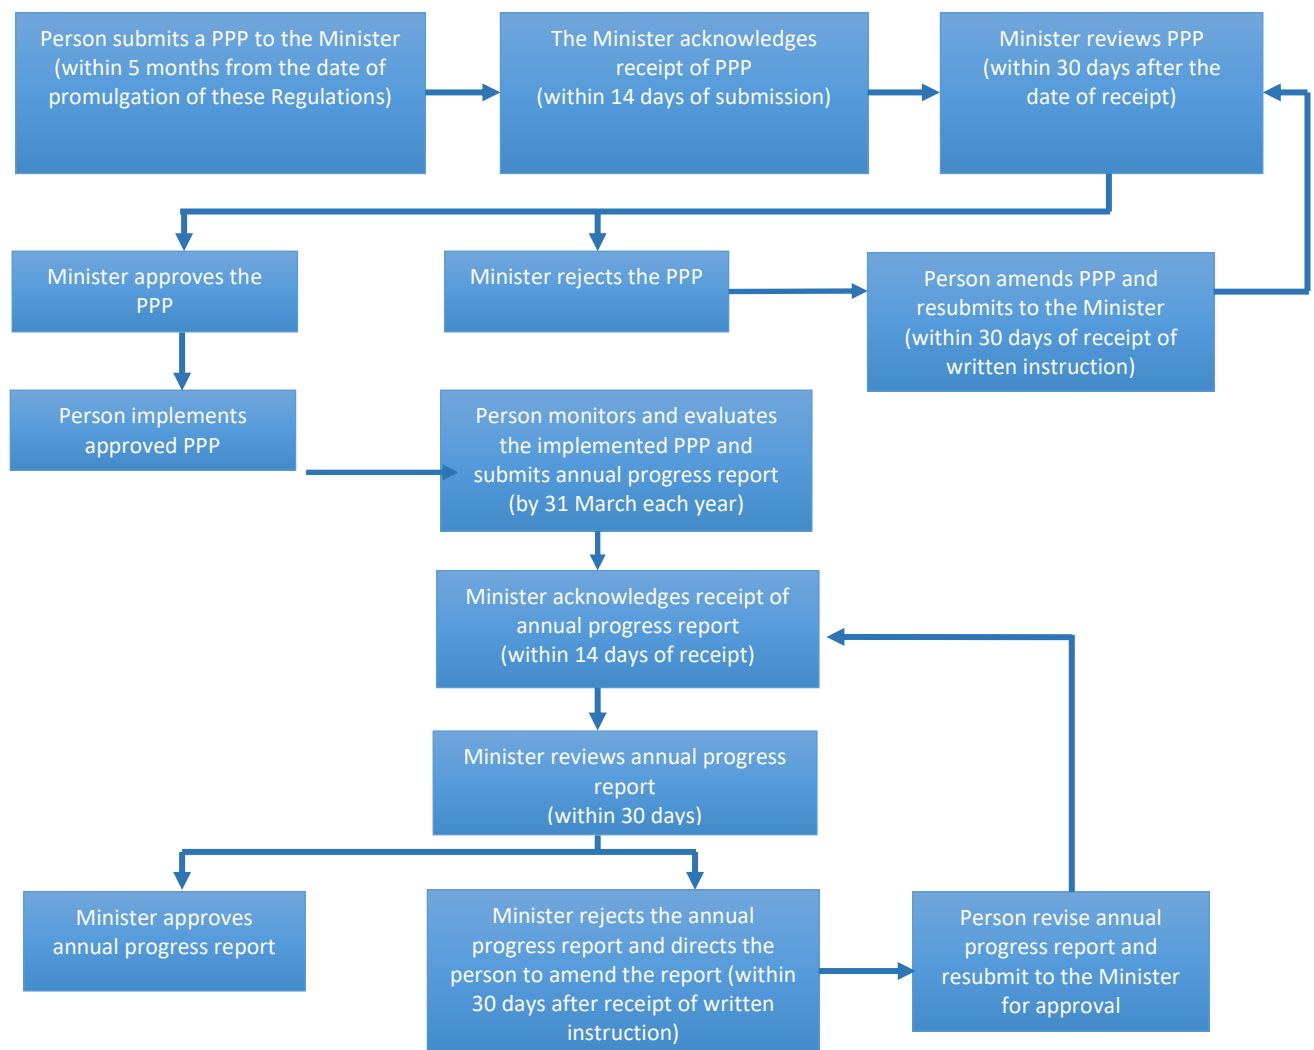 Person submits a PPP to the Minister
(within 5 months from the date of
promulgation of these Regulations)
The Minister acknowledges
receipt of PPP
(within 14 days of submission)
Minister reviews PPP
(within 30 days after the
date of receipt)
Minister approves the
PPP
Minister rejects the PPP
Person amends PPP and
resubmits to the Minister
(within 30 days of receipt of
written instruction)
Person implements
approved PPP
Person monitors and evaluates
the implemented PPP and
submits annual progress report
(by 31 March each year)
Minister acknowledges receipt of
annual progress report
(within 14 days of receipt)
Minister reviews annual progress
report
(within 30 days)
Minister approves
annual progress report
Minister rejects the annual
progress report and directs the
person to amend the report (within
30 days after receipt of written
instruction)
Person revise annual
progress report and
resubmit to the Minister
for approval